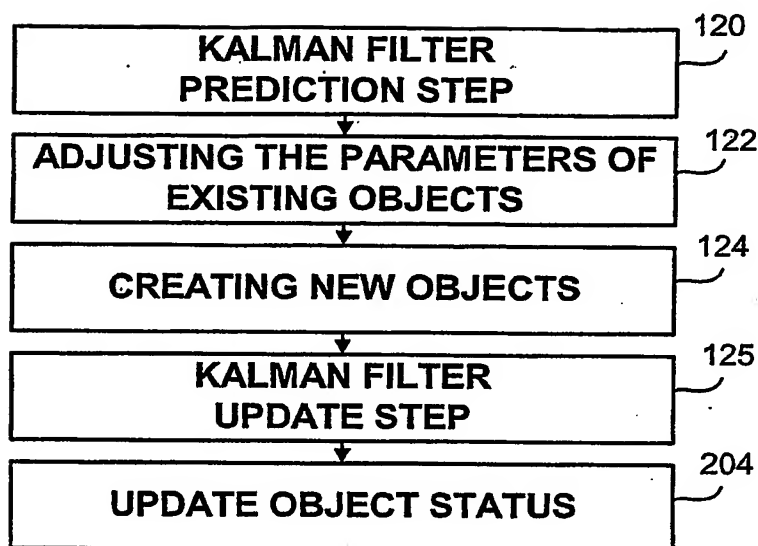 120
KALMAN FILTER
PREDICTION STEP
122
ADJUSTING THE PARAMETERS OF
EXISTING OBJECTS
124
CREATING NEW OBJECTS
125
KALMAN FILTER
UPDATE STEP
204
UPDATE OBJECT STATUS